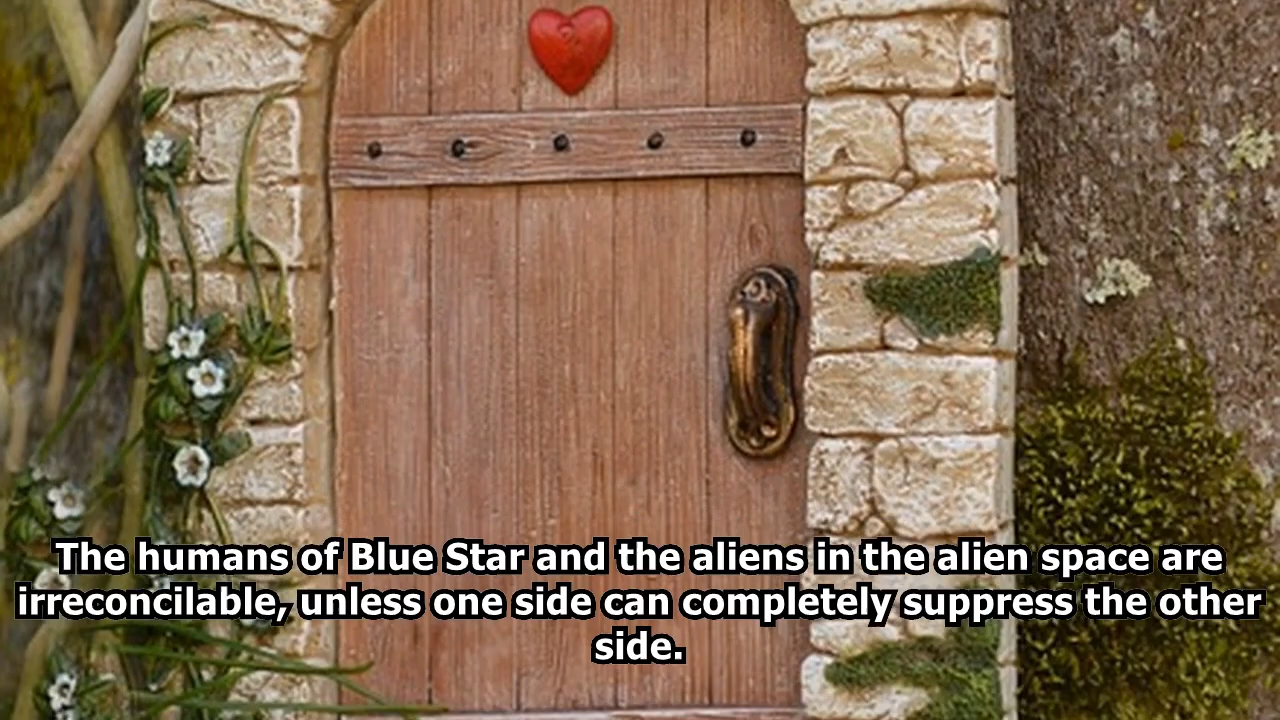 The humans of Blue Star and the aliens in the alien space are
irreconcilable, unless one side can completely suppress the other
side.